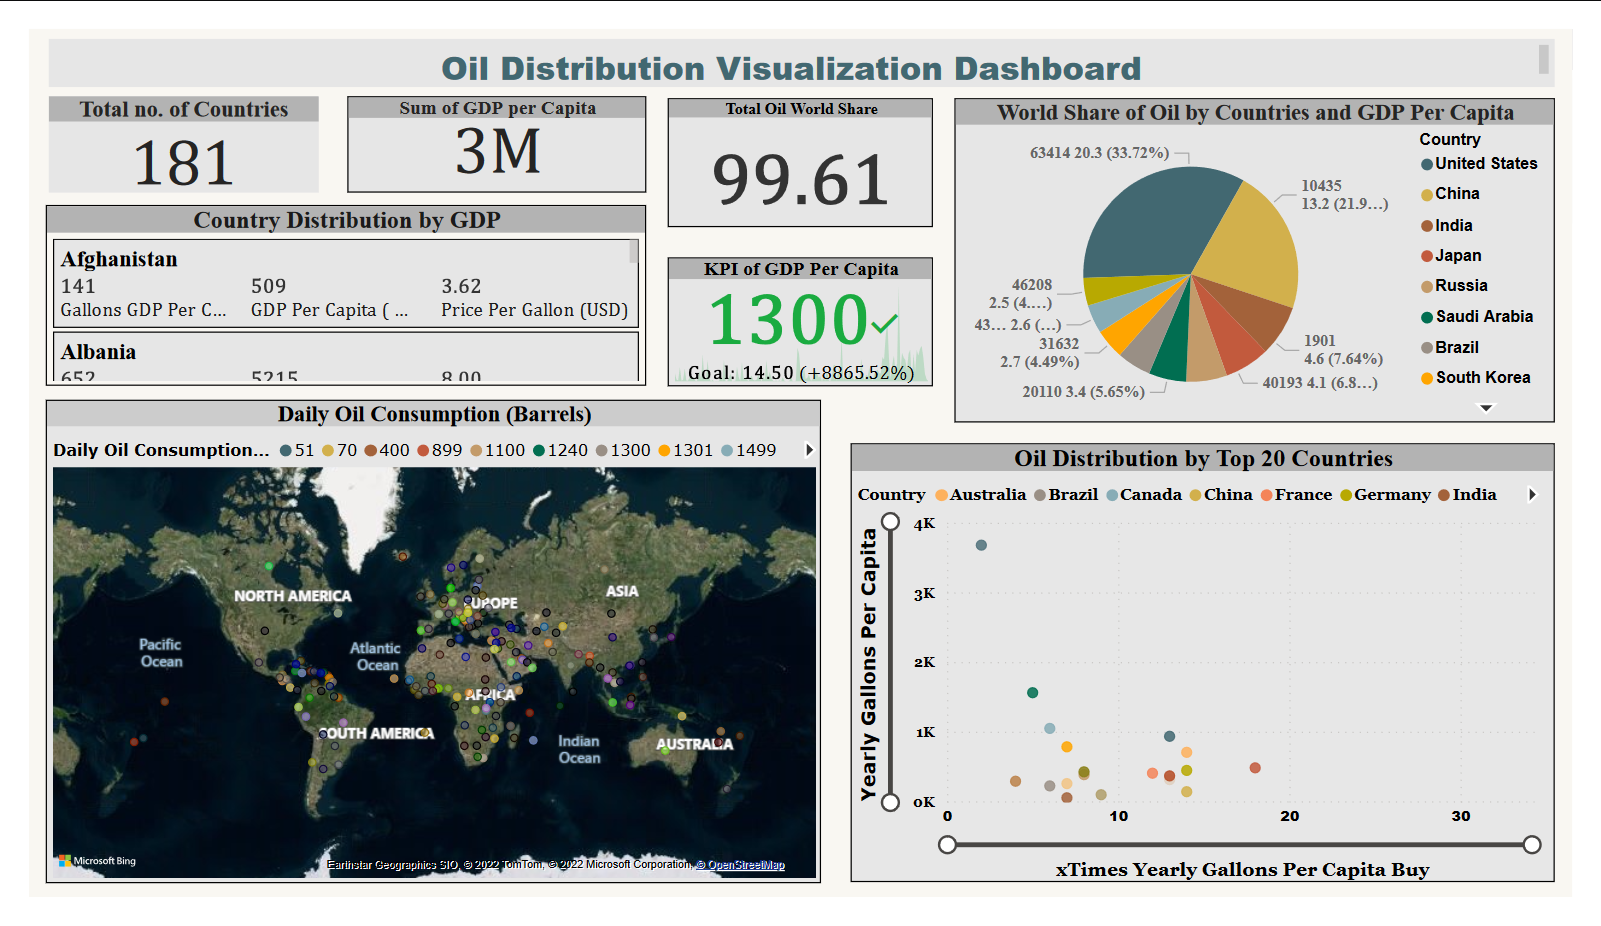 Oil Distribution Visualization Dashboard
Total no. of Countries
181
Sum of GDP per Capita
3M
Total Oil World Share
99.61
World Share of Oil by Countries and GDP Per Capita
63414 20.3 (33.72%)
10435
13.2 (21.9...)
1901
4.6 (7.64%)
40193 4.1 (6.8...)
20110 3.4 (5.65%)
31632
2.7 (4.49%)
43... 2.6 (...)
46208
2.5 (4....)
Country
United States
China
India
Japan
Russia
Saudi Arabia
Brazil
South Korea
Country Distribution by GDP
Afghanistan
141 509 3.62
Gallons GDP Per C... GDP Per Capita ( ... Price Per Gallon (USD)
Albania
652 5215 8.00
KPI of GDP Per Capita
1300
Goal: 14.50 (+8865.52%)
Daily Oil Consumption (Barrels)
Daily Oil Consumption... 51 70 400 899 1100 1240 1300 1301 1499
NORTH AMERICA
EUROPE
ASIA
Pacific
Ocean
Atlantic
Ocean
AFRICA
SOUTH AMERICA
Indian
Ocean
AUSTRALIA
Microsoft Bing
Earthstar Geographics SIO, © 2022 TomTom, © 2022 Microsoft Corporation, © OpenStreetMap
Oil Distribution by Top 20 Countries
Country Australia Brazil Canada China France Germany India
Yearly Gallons Per Capita
4K
3K
2K
1K
0K
0 10 20 30
xTimes Yearly Gallons Per Capita Buy